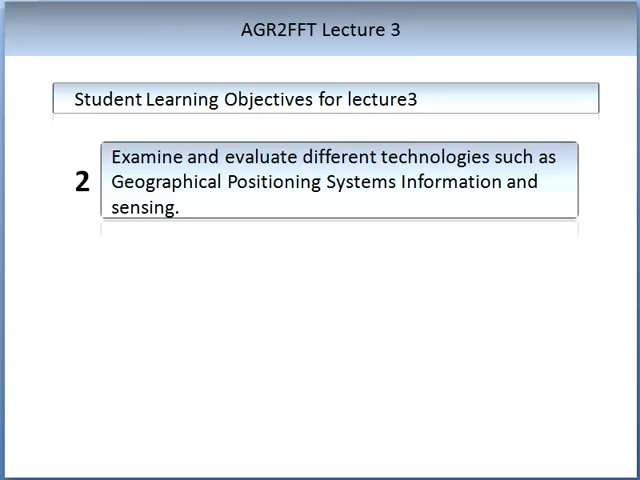 AGR2FFT Lecture 3
Student Learning Objectives for lecture3
2
Examine and evaluate different technologies such as
Geographical Positioning Systems Information and
sensing.